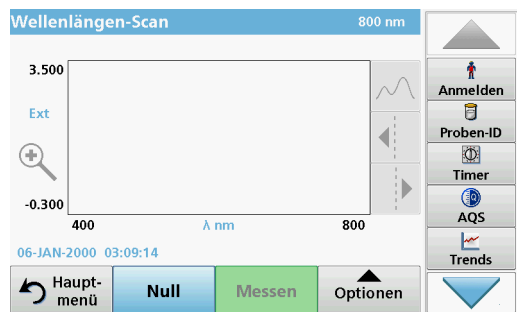 Wellenlängen-Scan 800 nm
3.500
Ext
-0.300
400 λ nm 800
06-JAN-2000 03:09:14
Haupt-
menü
Null
Messen
Optionen
Anmelden
Proben-ID
Timer
AQS
Trends